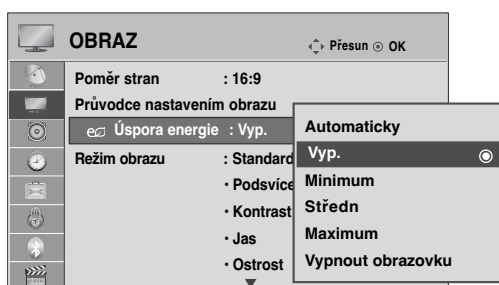 OBRAZ
Přesun OK
Poměr stran : 16:9
Průvodce nastavením obrazu
Úspora energie : Vyp.
Režim obrazu : Standard
• Podsvíce
• Kontrast
• Jas
• Ostrost
Automaticky
Vyp.
Minimum
Středn
Maximum
Vypnout obrazovku